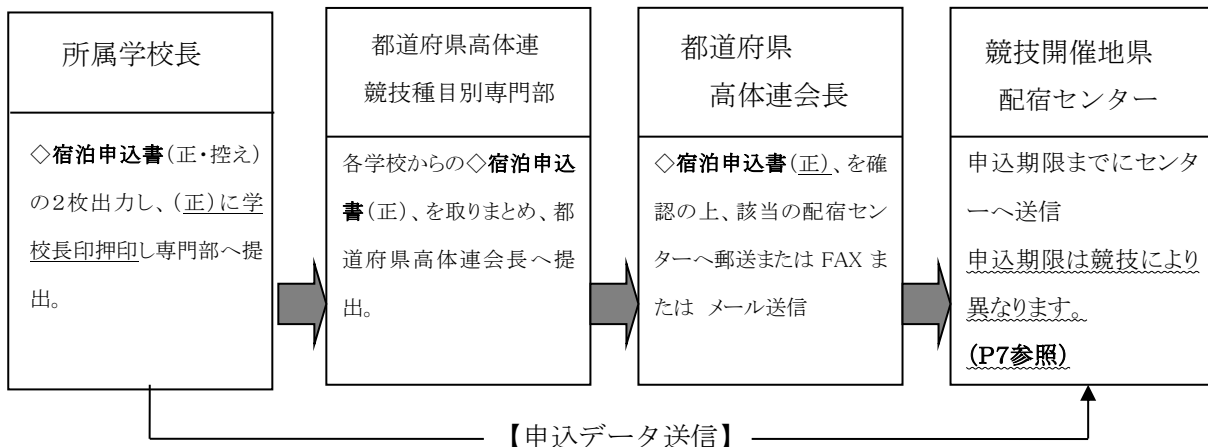 所属学校長
◇宿泊申込書(正・控え)
の2枚出力し、(正)に学
校長印押印し専門部へ提
出。
都道府県高体連
競技種目別専門部
各学校からの◇宿泊申込
書(正)、を取りまとめ、都
道府県高体連会長へ提
出。
都道府県
高体連会長
◇宿泊申込書(正)、を確
認の上、該当の配宿セン
ターへ郵送または FAX ま
たは メール送信
競技開催地県
配宿センター
申込期限までにセンタ
ーへ送信
申込期限は競技により
異なります。
(P7参照)
【申込データ送信】